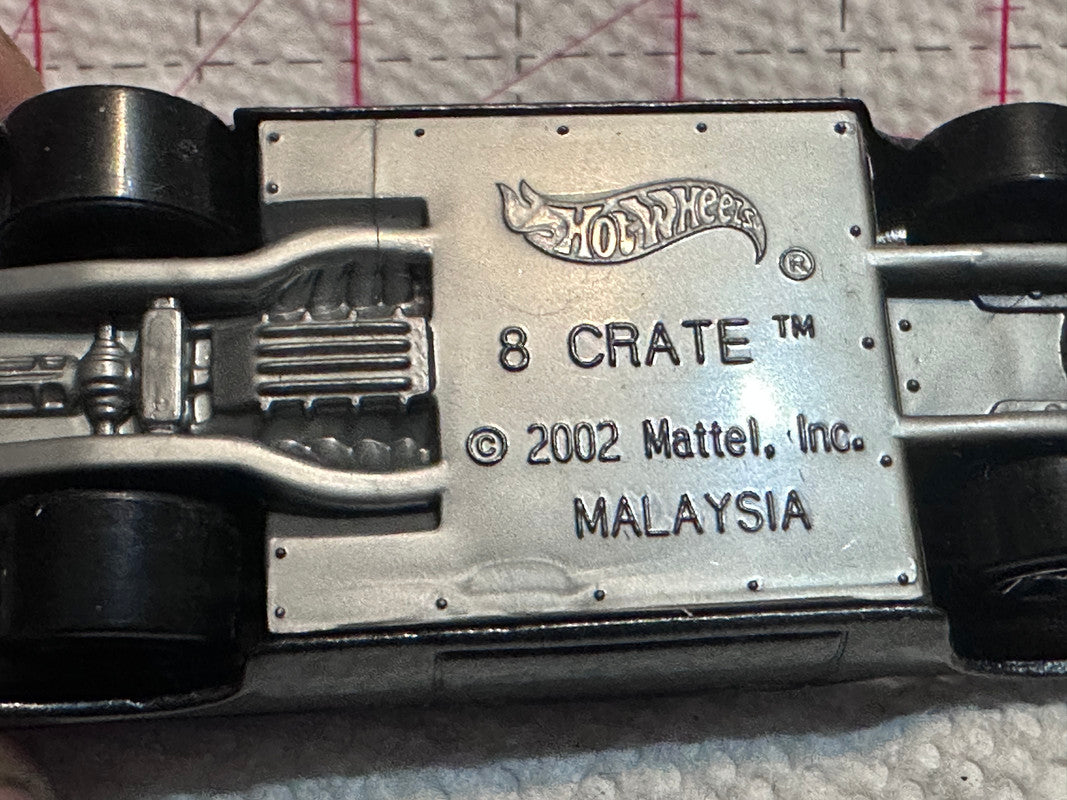 HOT WHEELS
®
8 CRATE ™
© 2002 Mattel, Inc.
MALAYSIA